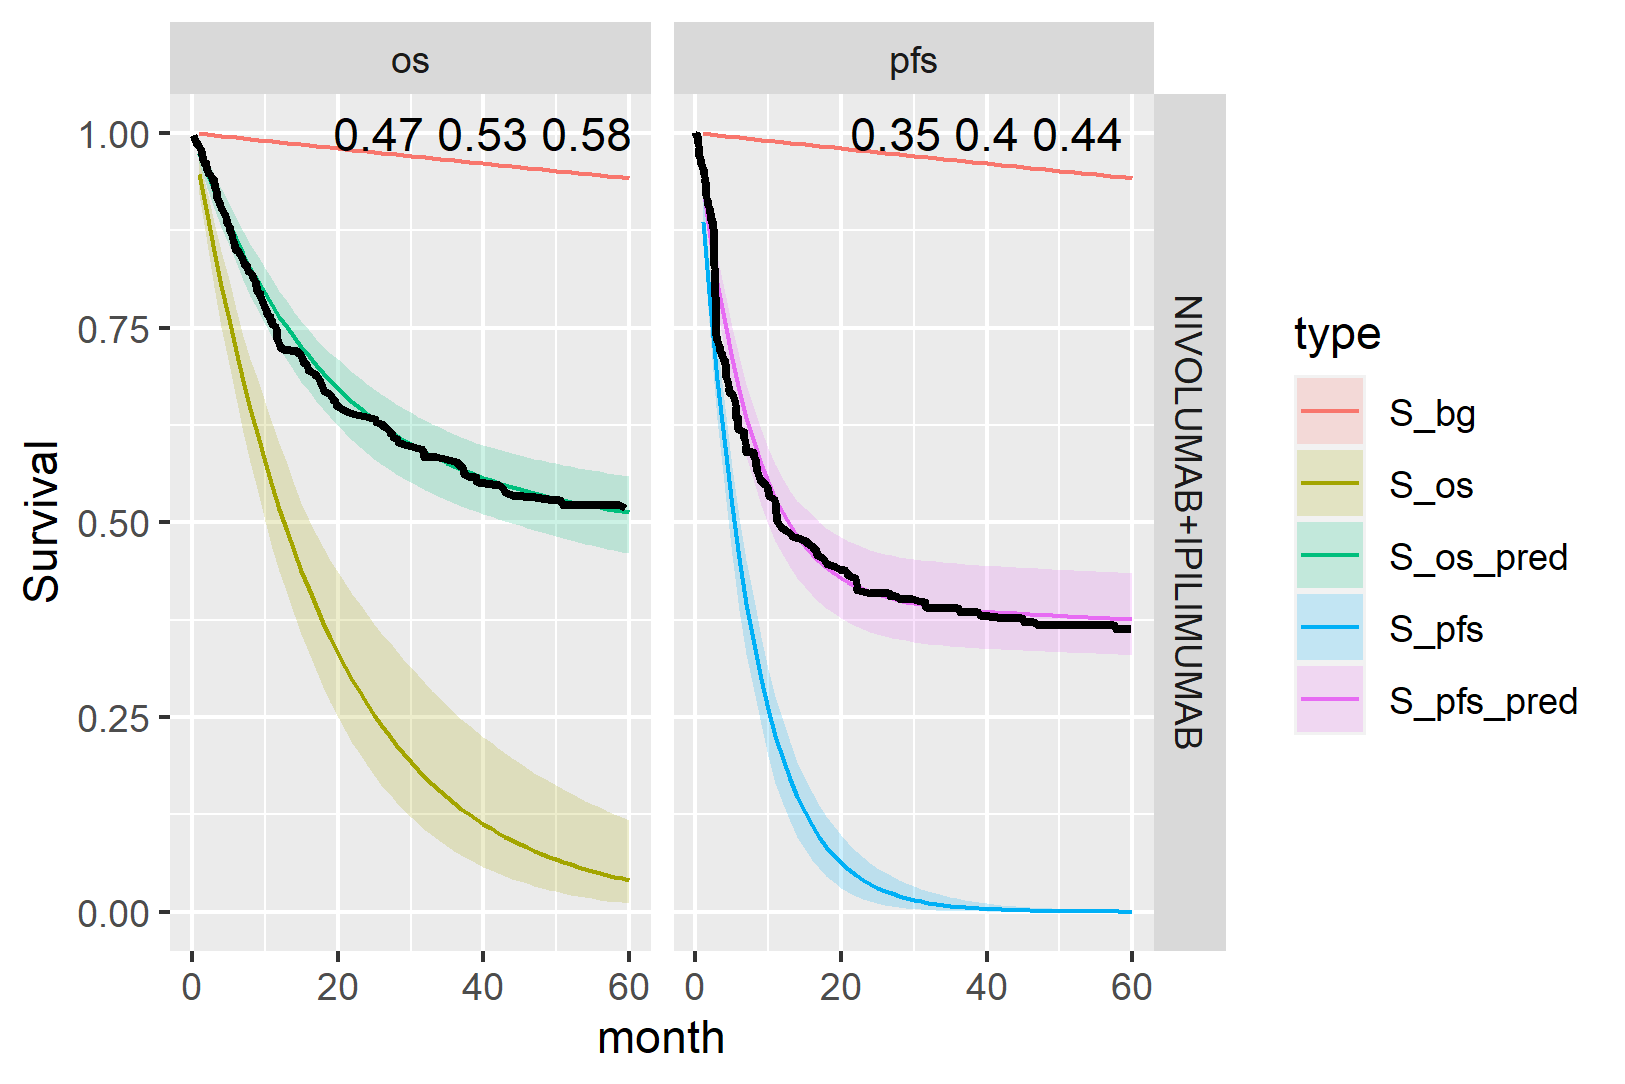 os
pfs
0.47 0.53 0.58
0.35 0.4 0.44
1.00
0.75
0.50
0.25
0.00
Survival
0 20 40 60
0 20 40 60
month
NIVOLUMAB+IPILIMUMAB
type
S_bg
S_os
S_os_pred
S_pfs
S_pfs_pred